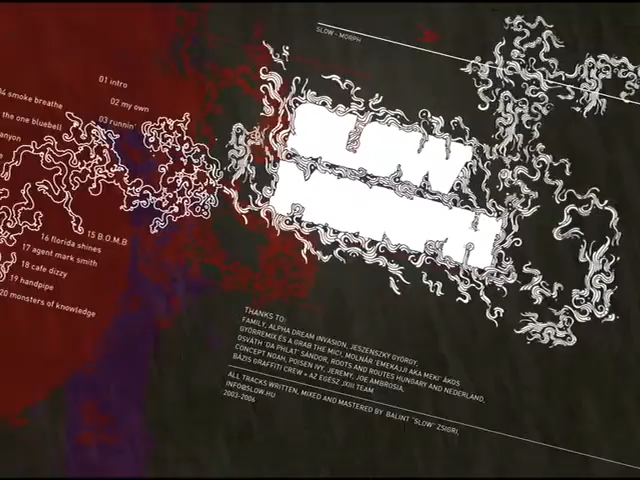 SLOW - MORPH
01 intro
02 my own
03 runnin'
04 smoke breathe
the one bluebell
anyon
15 B.O.M.B
16 florida shines
17 agent mark smith
18 cafe dizzy
19 handpipe
20 monsters of knowledge
THANKS TO:
FAMILY, ALPHA DREAM INVASION, JESZENSZKY GYÖRGY,
GYÖRREMIX ÉS A GRAB THE MICI, MOLNÁR 'EMEKAJJI AKA MEKI' ÁKOS
OSVÁTH 'DA PHLAT' SÁNDOR, ROOTS AND ROUTES HUNGARY AND NEDERLAND,
CONCEPT NOAH, POISEN IVY, JEREMY, JOE AMBROSIA,
BÁZIS GRAFFITI CREW + AZ EGÉSZ JXIII TEAM
ALL TRACKS WRITTEN, MIXED AND MASTERED BY BÁLINT "SLOW" ZSIGRI,
INFO@SLOW.HU
2003-2006